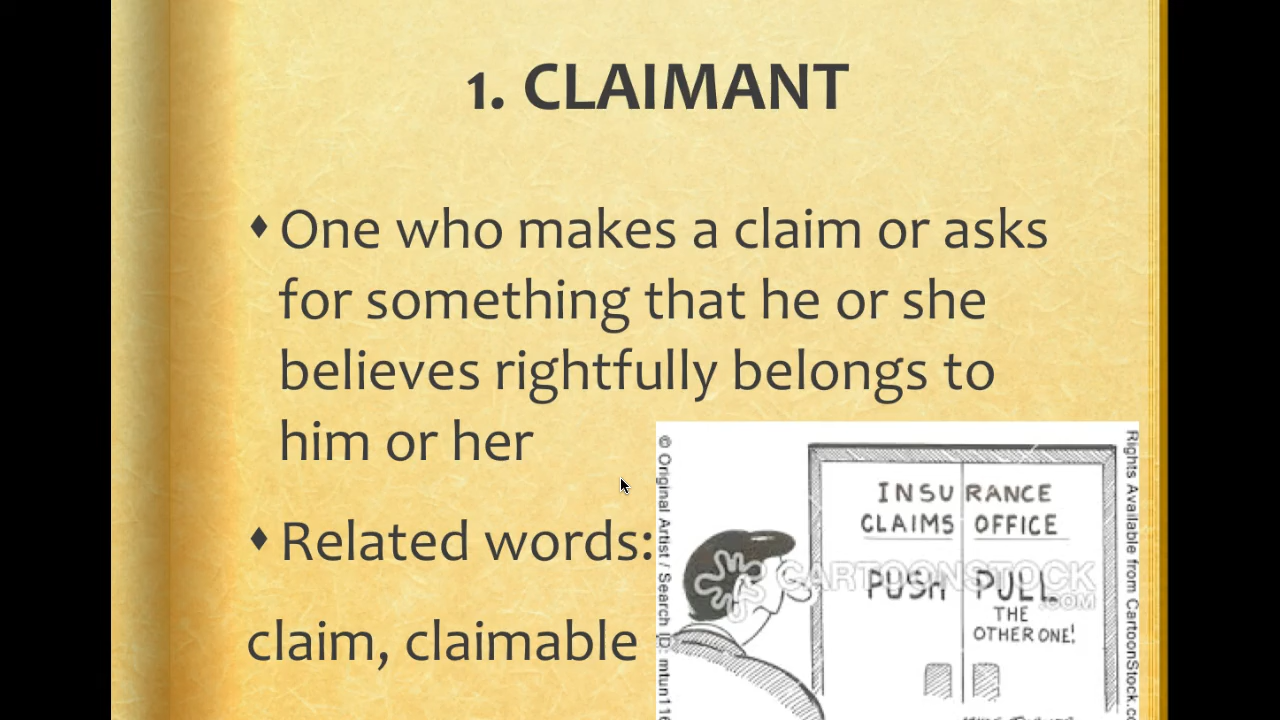 1. CLAIMANT
One who makes a claim or asks
for something that he or she
believes rightfully belongs to
him or her
Related words:
claim, claimable
© Original Artist / Search ID: mtun116
Rights Available from CartoonStock.c
INSURANCE
CLAIMS OFFICE
PUSH PULL
THE
OTHER ONE!
CARTOONSTOCK
.COM